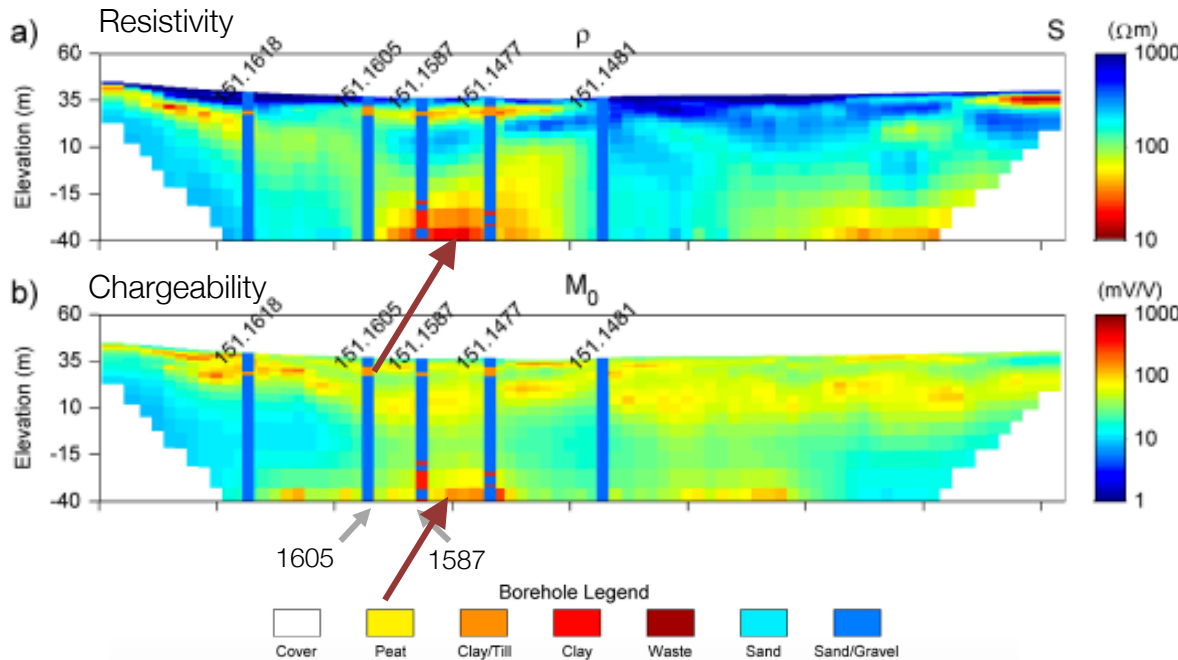 Resistivity
a)
ρ
S
(Ωm)
60
35
10
-15
-40
Elevation (m)
151.1618
151.1605
151.1587
151.1477
151.1481
1000
100
10
b)
Chargeability
M0
(mV/V)
60
35
10
-15
-40
Elevation (m)
151.1618
151.1605
151.1587
151.1477
151.1481
1000
100
10
1
1605
1587
Borehole Legend
Cover
Peat
Clay/Till
Clay
Waste
Sand
Sand/Gravel